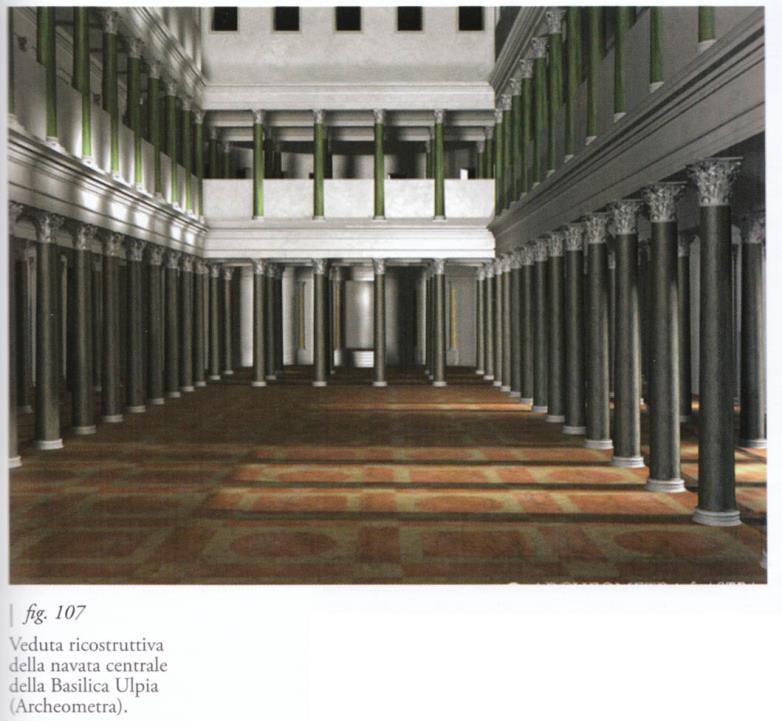 fig. 107
Veduta ricostruttiva
della navata centrale
della Basilica Ulpia
(Archeometra).